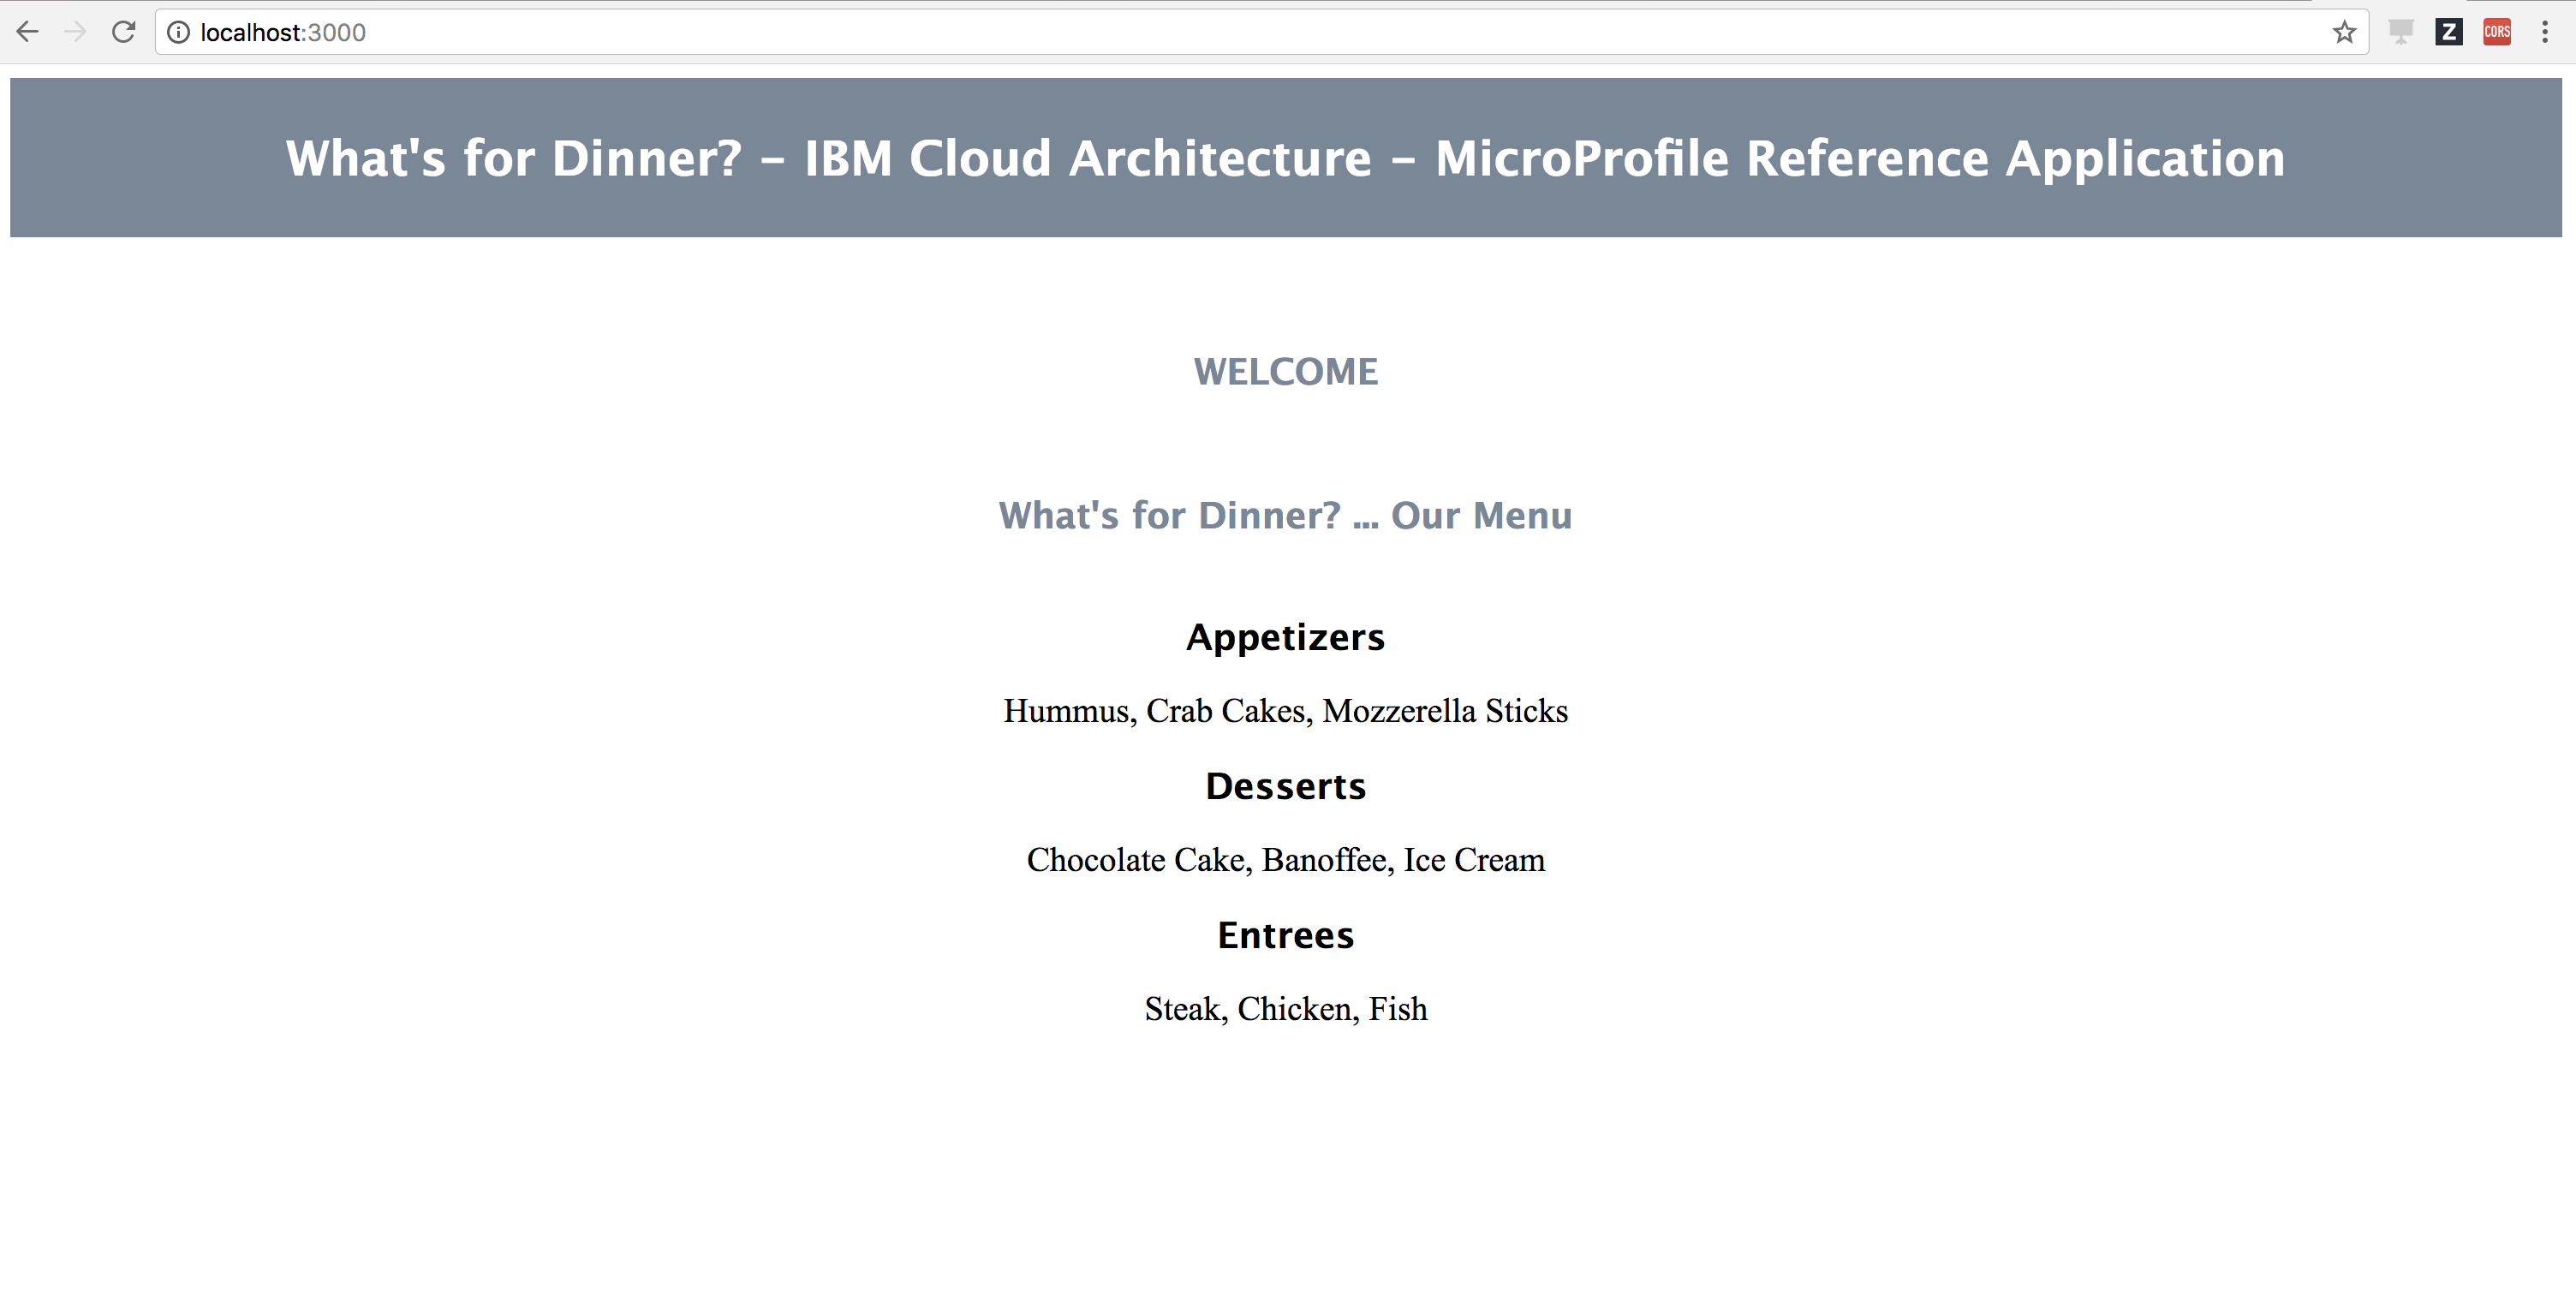 localhost:3000
Z
CORS
What's for Dinner? – IBM Cloud Architecture – MicroProfile Reference Application
WELCOME
What's for Dinner? ... Our Menu
Appetizers
Hummus, Crab Cakes, Mozzerella Sticks
Desserts
Chocolate Cake, Banoffee, Ice Cream
Entrees
Steak, Chicken, Fish